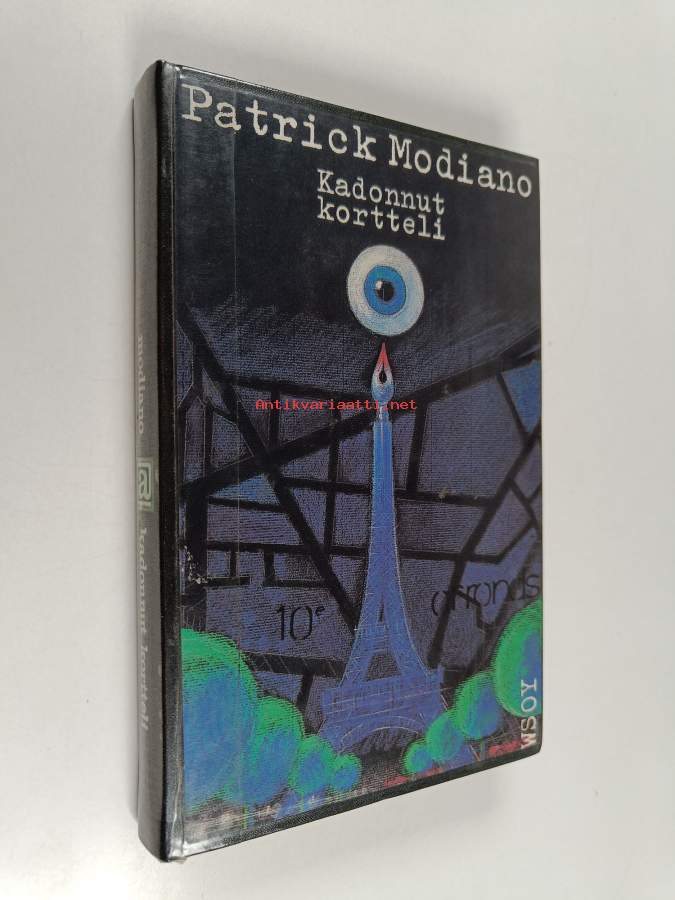 Patrick Modiano
Kadonnut
kortteli
Antikvariaatti.net
10e
arronds
WSOY
modiano
kadonnut kortteli